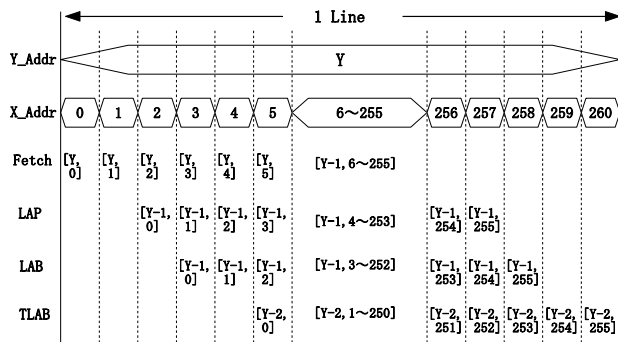 1 Line
Y_Addr Y
X_Addr 0 1 2 3 4 5 6～255 256 257 258 259 260
Fetch [Y, 0] [Y, 1] [Y, 2] [Y, 3] [Y, 4] [Y, 5] [Y-1, 6～255]
LAP [Y-1, 0] [Y-1, 1] [Y-1, 2] [Y-1, 3] [Y-1, 4～253] [Y-1, 254] [Y-1, 255]
LAB [Y-1, 0] [Y-1, 1] [Y-1, 2] [Y-1, 3～252] [Y-1, 253] [Y-1, 254] [Y-1, 255]
TLAB [Y-2, 0] [Y-2, 1～250] [Y-2, 251] [Y-2, 252] [Y-2, 253] [Y-2, 254] [Y-2, 255]